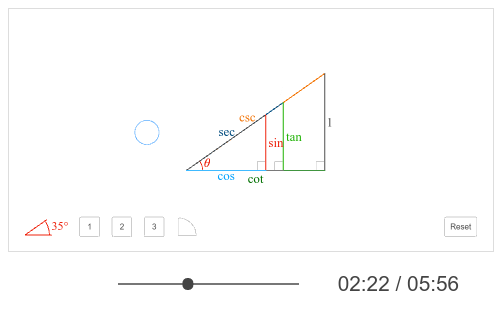 csc
sec
1
sin
tan
θ
cos
cot
35°
1
2
3
Reset
02:22 / 05:56